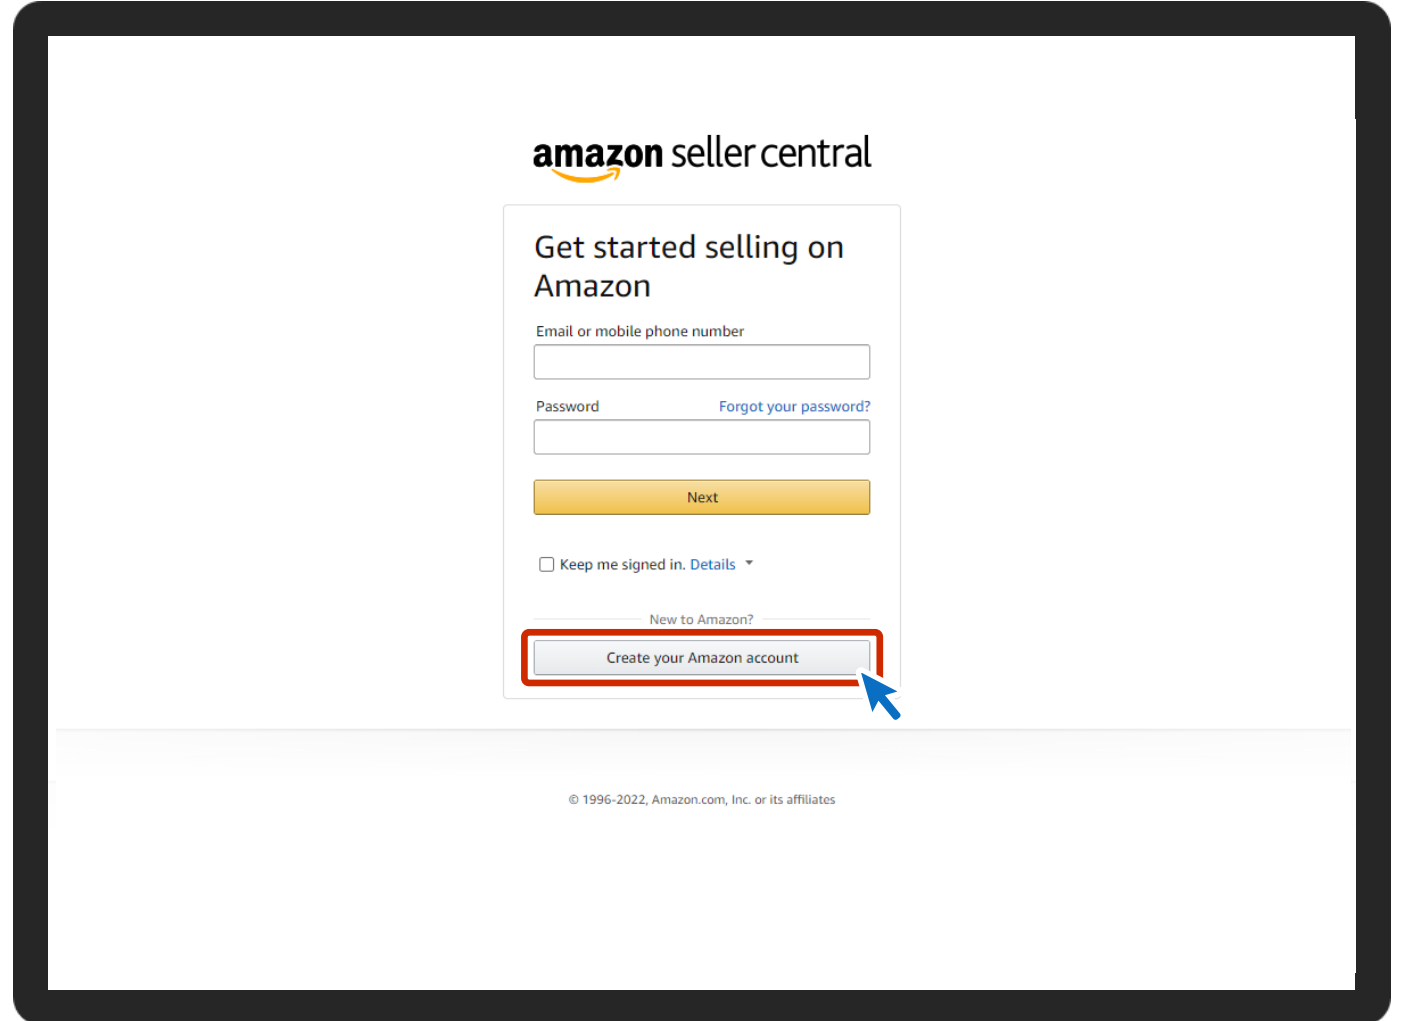 amazon seller central
Get started selling on
Amazon
Email or mobile phone number
Password Forgot your password?
Next
Keep me signed in. Details
New to Amazon?
Create your Amazon account
© 1996-2022, Amazon.com, Inc. or its affiliates